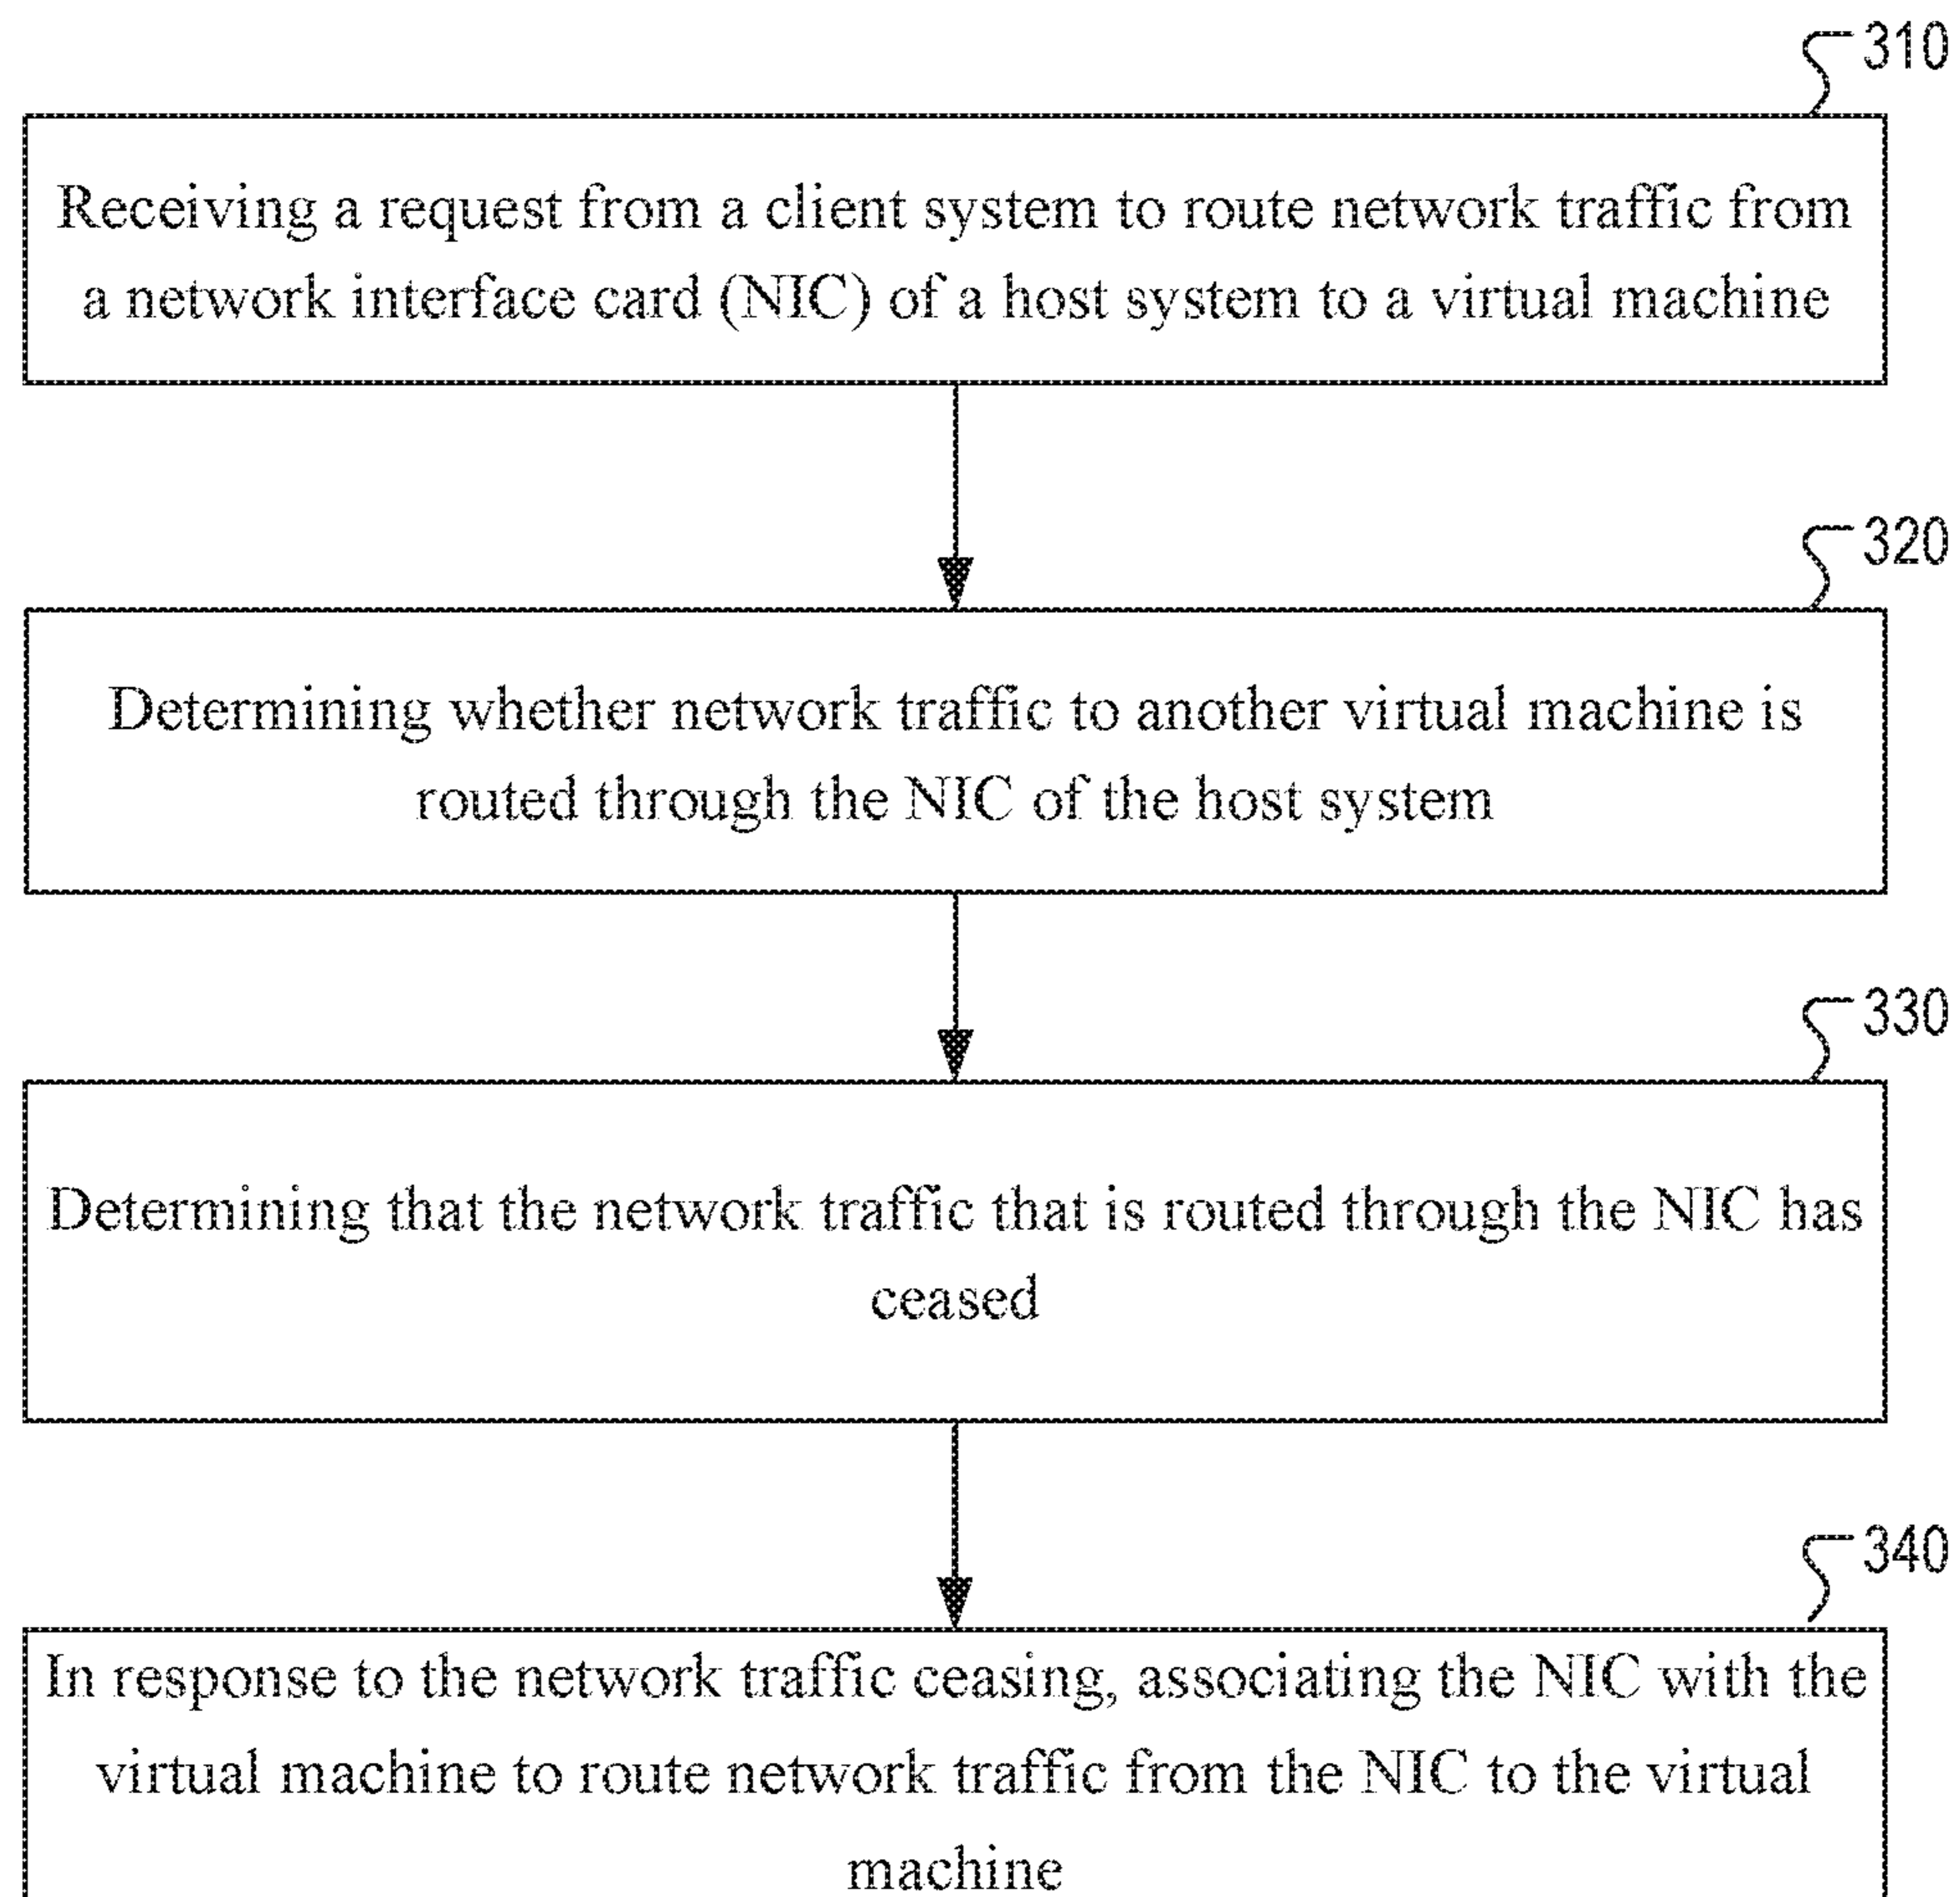 310
Receiving a request from a client system to route network traffic from
a network interface card (NIC) of a host system to a virtual machine
320
Determining whether network traffic to another virtual machine is
routed through the NIC of the host system
330
Determining that the network traffic that is routed through the NIC has
ceased
340
In response to the network traffic ceasing, associating the NIC with the
virtual machine to route network traffic from the NIC to the virtual
machine